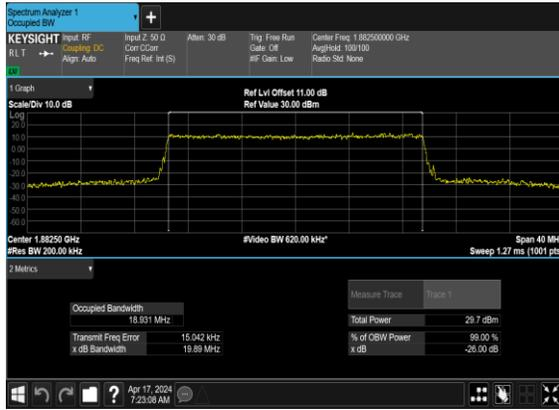 Spectrum Analyzer 1
Occupied BW
+
KEYSIGHT Input: RF Input Z: 50 Ω Atten: 30 dB Trig: Free Run Center Freq: 1.882500000 GHz
RLT Coupling: DC Corr CCorr Gate: Off Avg|Hold: 100/100
Align: Auto Freq Ref: Int (S) #IF Gain: Low Radio Std: None
LXI
1 Graph
Ref Lvl Offset 11.00 dB
Scale/Div 10.0 dB Ref Value 30.00 dBm
Log
20.0
10.0
0.00
-10.0
-20.0
-30.0
-40.0
-50.0
-60.0
Center 1.88250 GHz #Video BW 620.00 kHz* Span 40 MH
#Res BW 200.00 kHz Sweep 1.27 ms (1001 pts
2 Metrics
Measure Trace Trace 1
Occupied Bandwidth
18.931 MHz Total Power 29.7 dBm
Transmit Freq Error 15.042 kHz % of OBW Power 99.00 %
x dB Bandwidth 19.89 MHz x dB -26.00 dB
?
Apr 17, 2024
7:23:08 AM